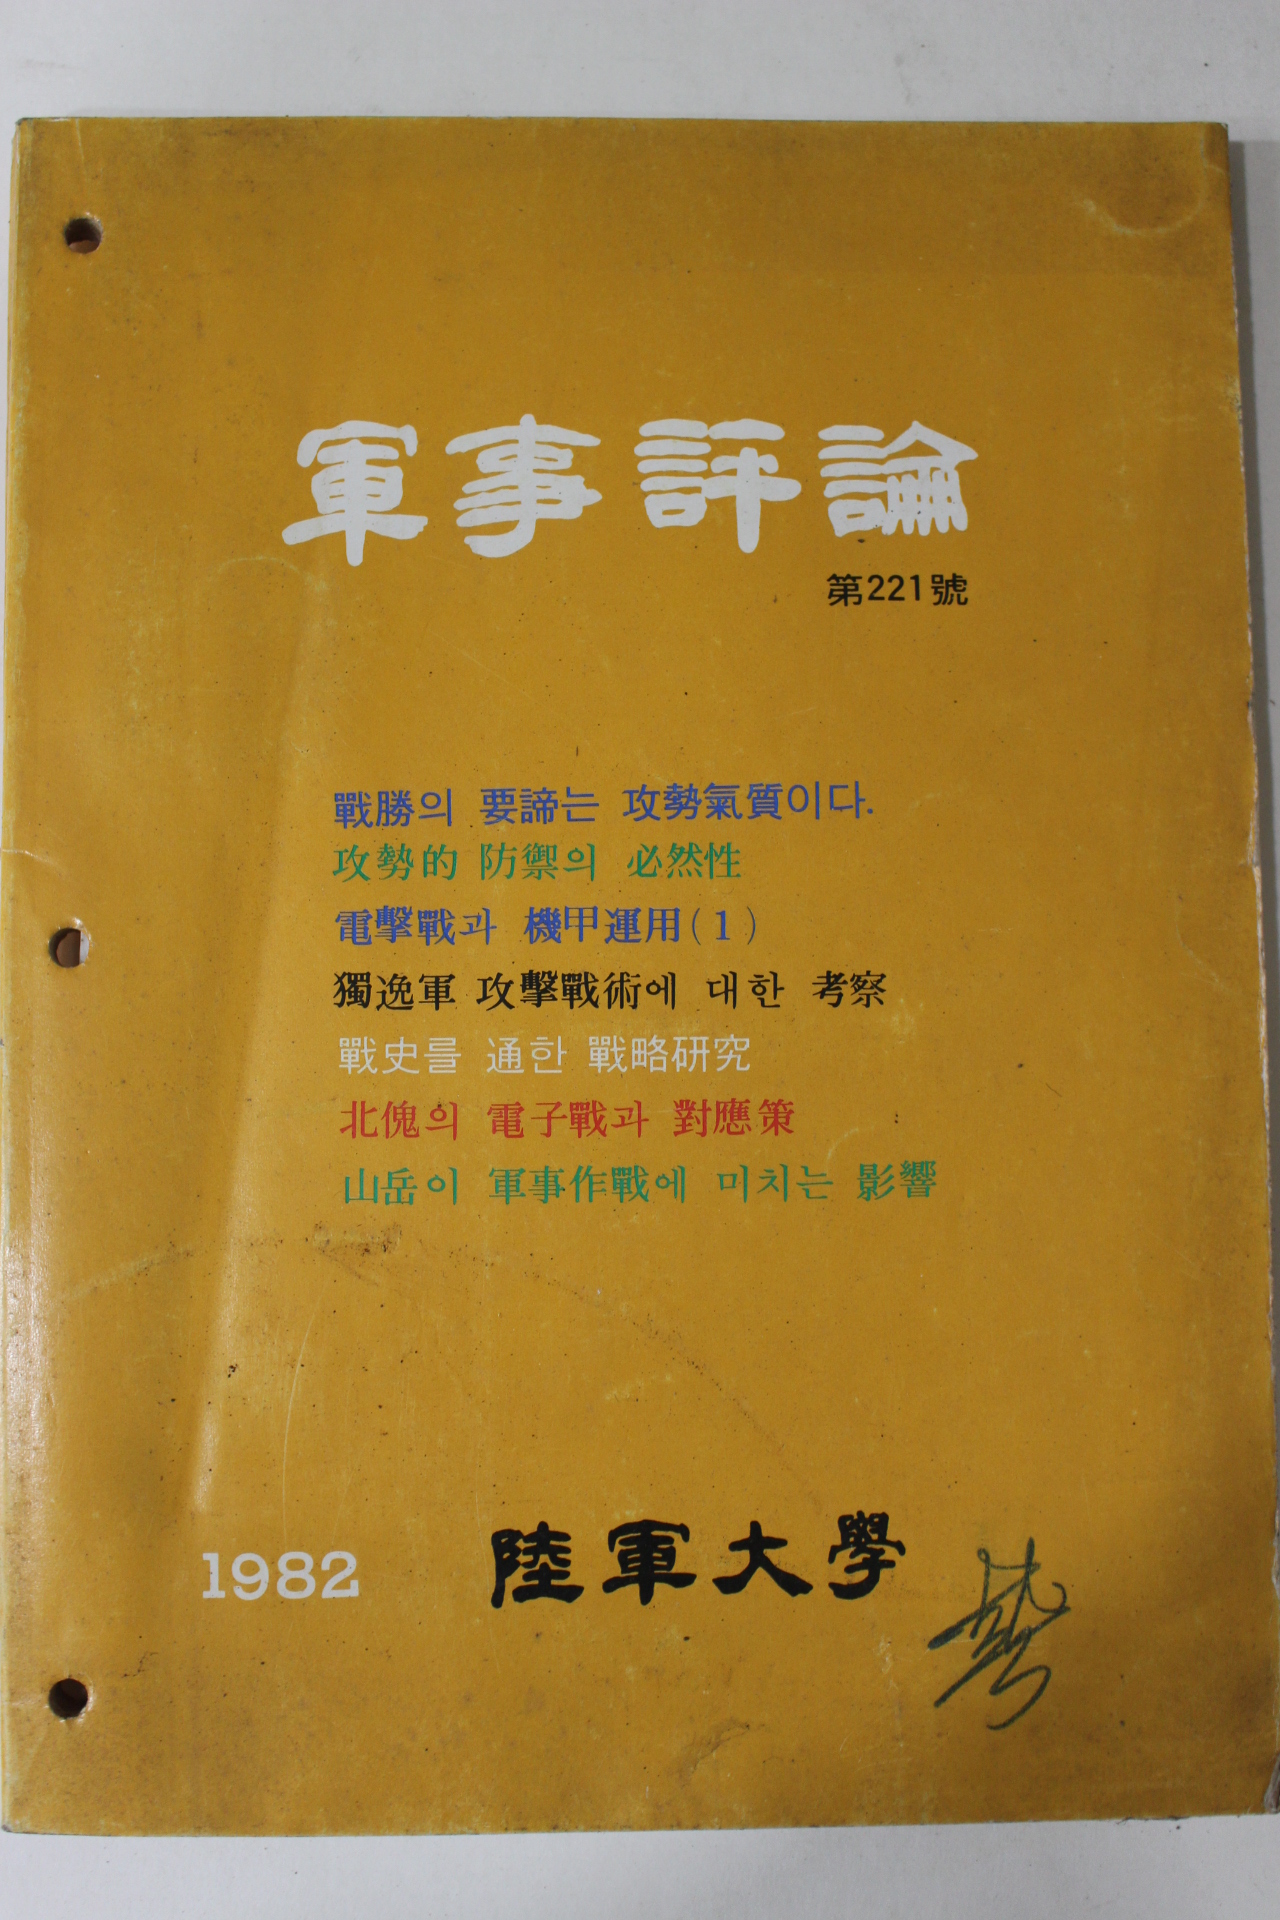 軍事評論
第221號
戰勝의 要諦는 攻勢氣質이다.
攻勢的 防禦의 必然性
電擊戰과 機甲運用(1)
獨逸軍 攻擊戰術에 대한 考察
戰史를 通한 戰略研究
北傀의 電子戰과 對應策
山岳이 軍事作戰에 미치는 影響
1982 陸軍大學